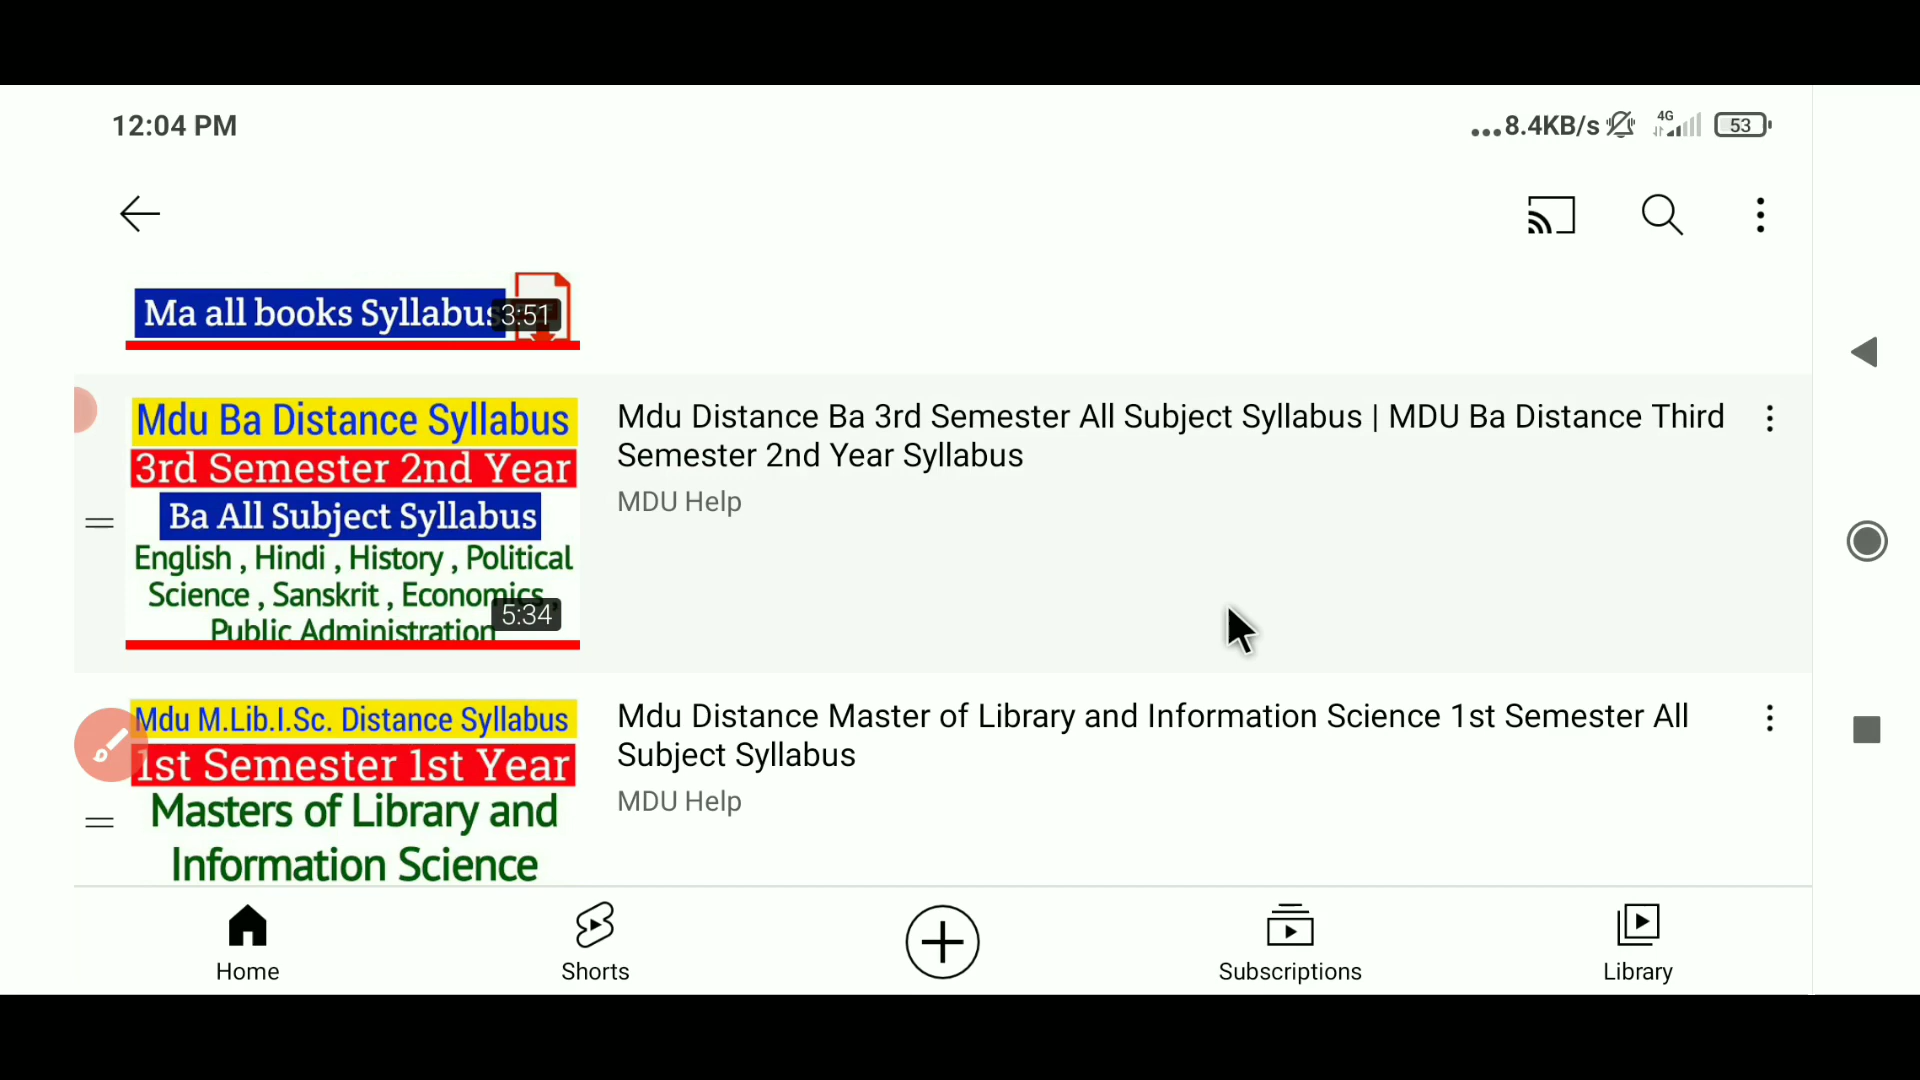 12:04 PM
...8.4KB/s 4G 53
Ma all books Syllabus
3:51
Mdu Ba Distance Syllabus
3rd Semester 2nd Year
Ba All Subject Syllabus
English , Hindi , History , Political
Science , Sanskrit , Economics ,
Public Administration
5:34
Mdu Distance Ba 3rd Semester All Subject Syllabus | MDU Ba Distance Third
Semester 2nd Year Syllabus
MDU Help
Mdu M.Lib.I.Sc. Distance Syllabus
1st Semester 1st Year
Masters of Library and
Information Science
Mdu Distance Master of Library and Information Science 1st Semester All
Subject Syllabus
MDU Help
Home
Shorts
Subscriptions
Library